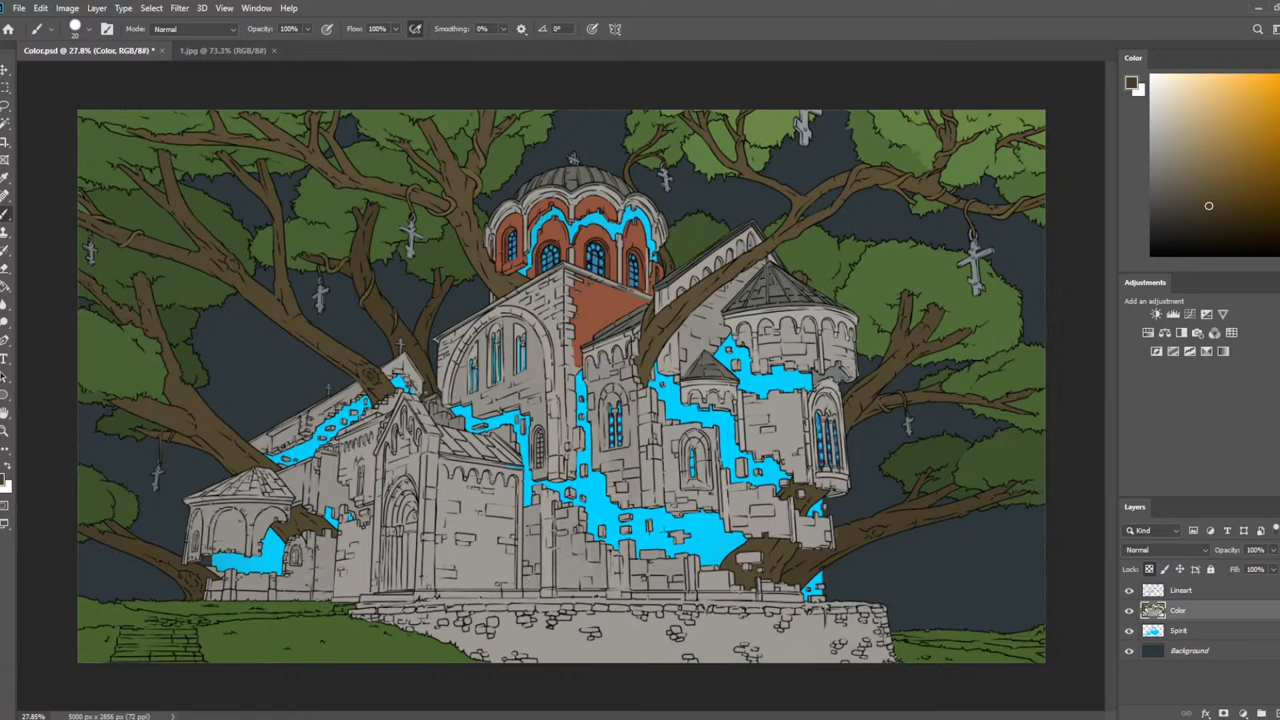 File Edit Image Layer Type Select Filter 3D View Window Help
20 Mode: Normal Opacity: 100% Flow: 100% Smoothing: 0% 0°
Color.psd @ 27.8% (Color, RGB/8#) * × 1.jpg @ 73.3% (RGB/8#) ×
Color
Adjustments
Add an adjustment
Layers
Kind
Normal Opacity: 100%
Lock: Fill: 100%
Lineart
Color
Spirit
Background
27.85% 5000 px x 2856 px (72 ppi)